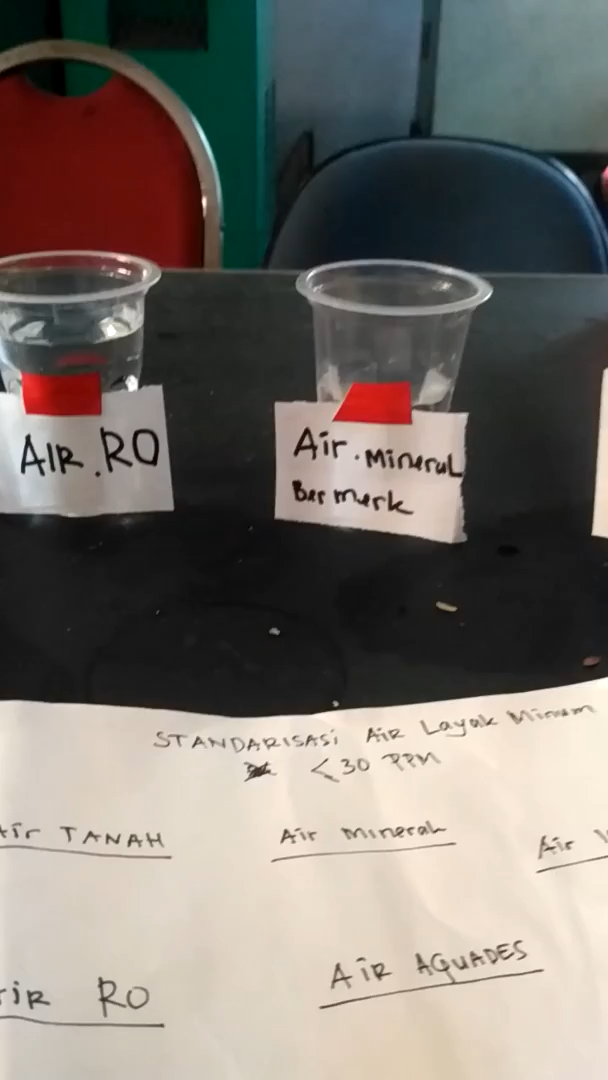 AIR.RO
Air.Mineral
Bermerk
STANDARISASi AiR Layak Minum
<30 PPM
Air TANAH
Air Mineral
Air
AiR RO
AiR AQUADES